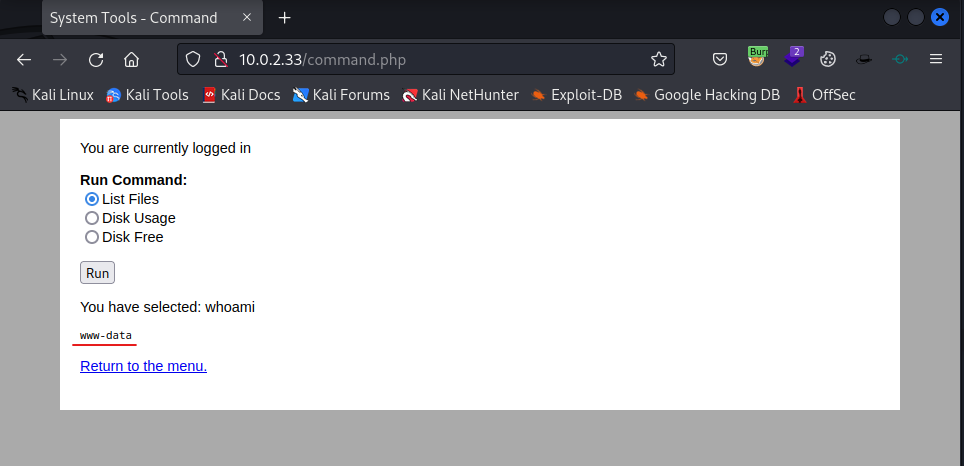 System Tools - Command
10.0.2.33/command.php
Burp
2
Kali Linux
Kali Tools
Kali Docs
Kali Forums
Kali NetHunter
Exploit-DB
Google Hacking DB
OffSec
You are currently logged in
Run Command:
List Files
Disk Usage
Disk Free
Run
You have selected: whoami
www-data
Return to the menu.